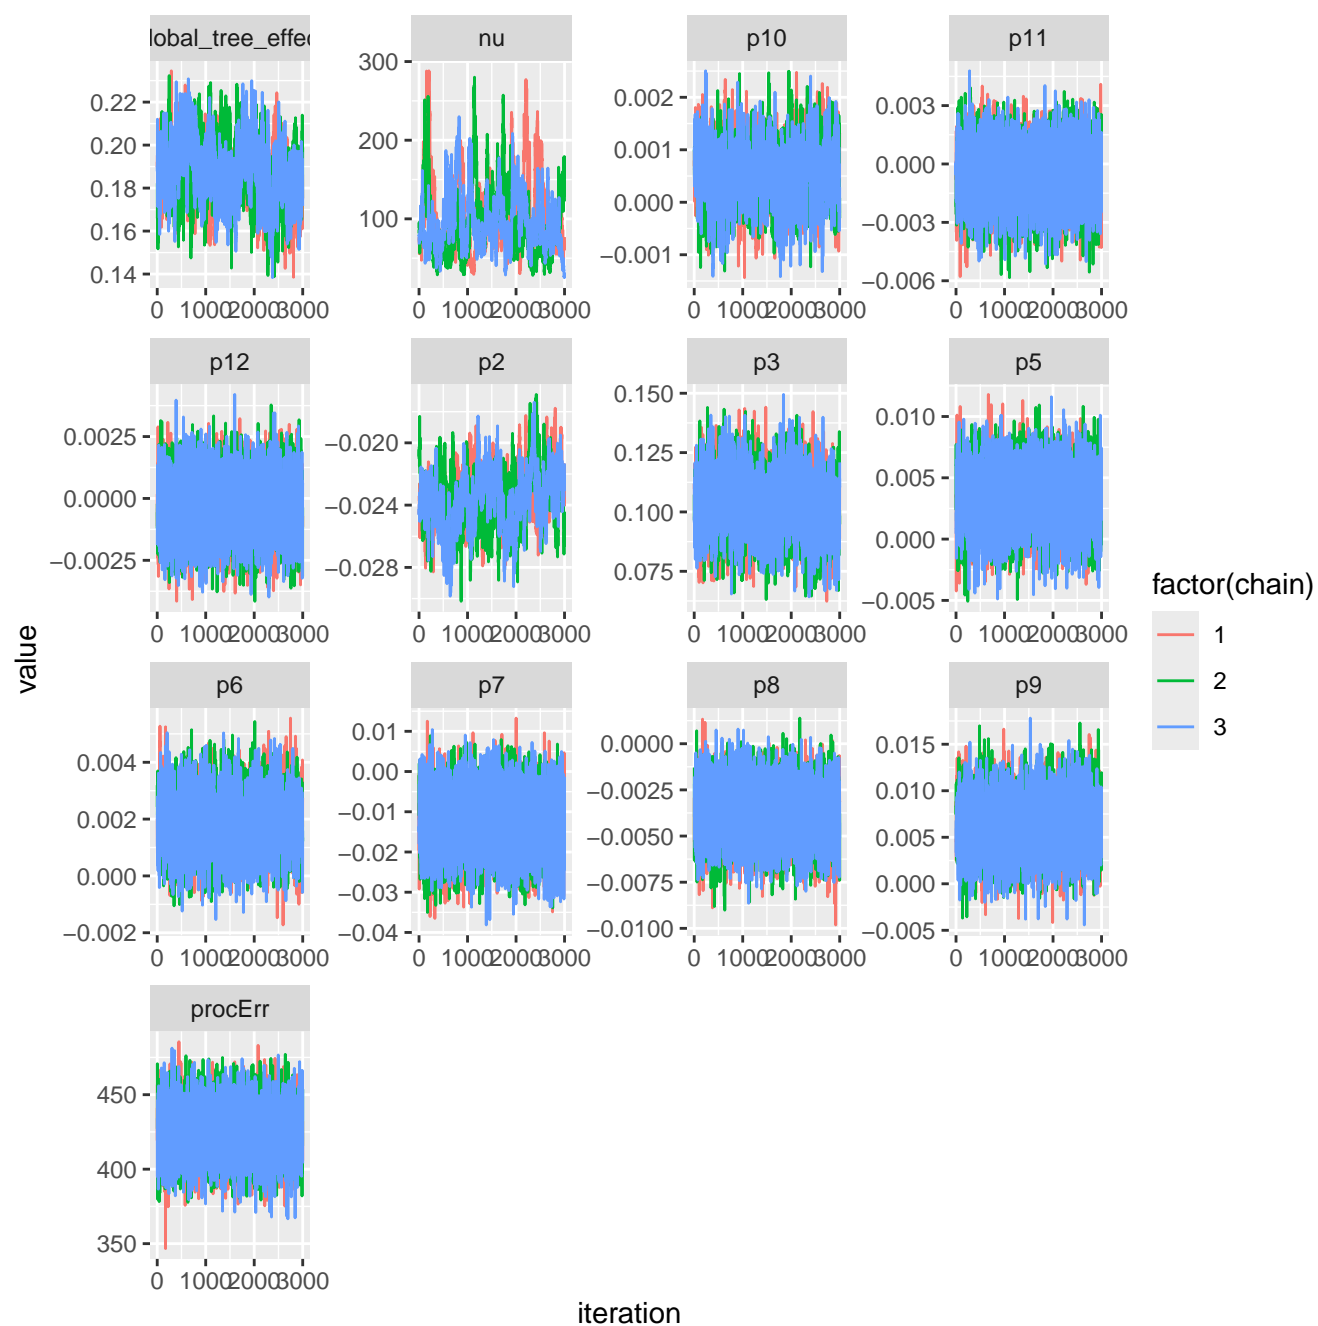 lobal_tree_effec
nu
p10
p11
0.22
0.20
0.18
0.16
0.14
300
200
100
0.002
0.001
0.000
−0.001
0.003
0.000
−0.003
−0.006
0 1000 2000 3000
0 1000 2000 3000
0 1000 2000 3000
0 1000 2000 3000
p12
p2
p3
p5
0.0025
0.0000
−0.0025
−0.020
−0.024
−0.028
0.150
0.125
0.100
0.075
0.010
0.005
0.000
−0.005
0 1000 2000 3000
0 1000 2000 3000
0 1000 2000 3000
0 1000 2000 3000
p6
p7
p8
p9
0.004
0.002
0.000
−0.002
0.01
0.00
−0.01
−0.02
−0.03
−0.04
0.0000
−0.0025
−0.0050
−0.0075
−0.0100
0.015
0.010
0.005
0.000
−0.005
0 1000 2000 3000
0 1000 2000 3000
0 1000 2000 3000
0 1000 2000 3000
procErr
450
400
350
0 1000 2000 3000
value
iteration
factor(chain)
1
2
3